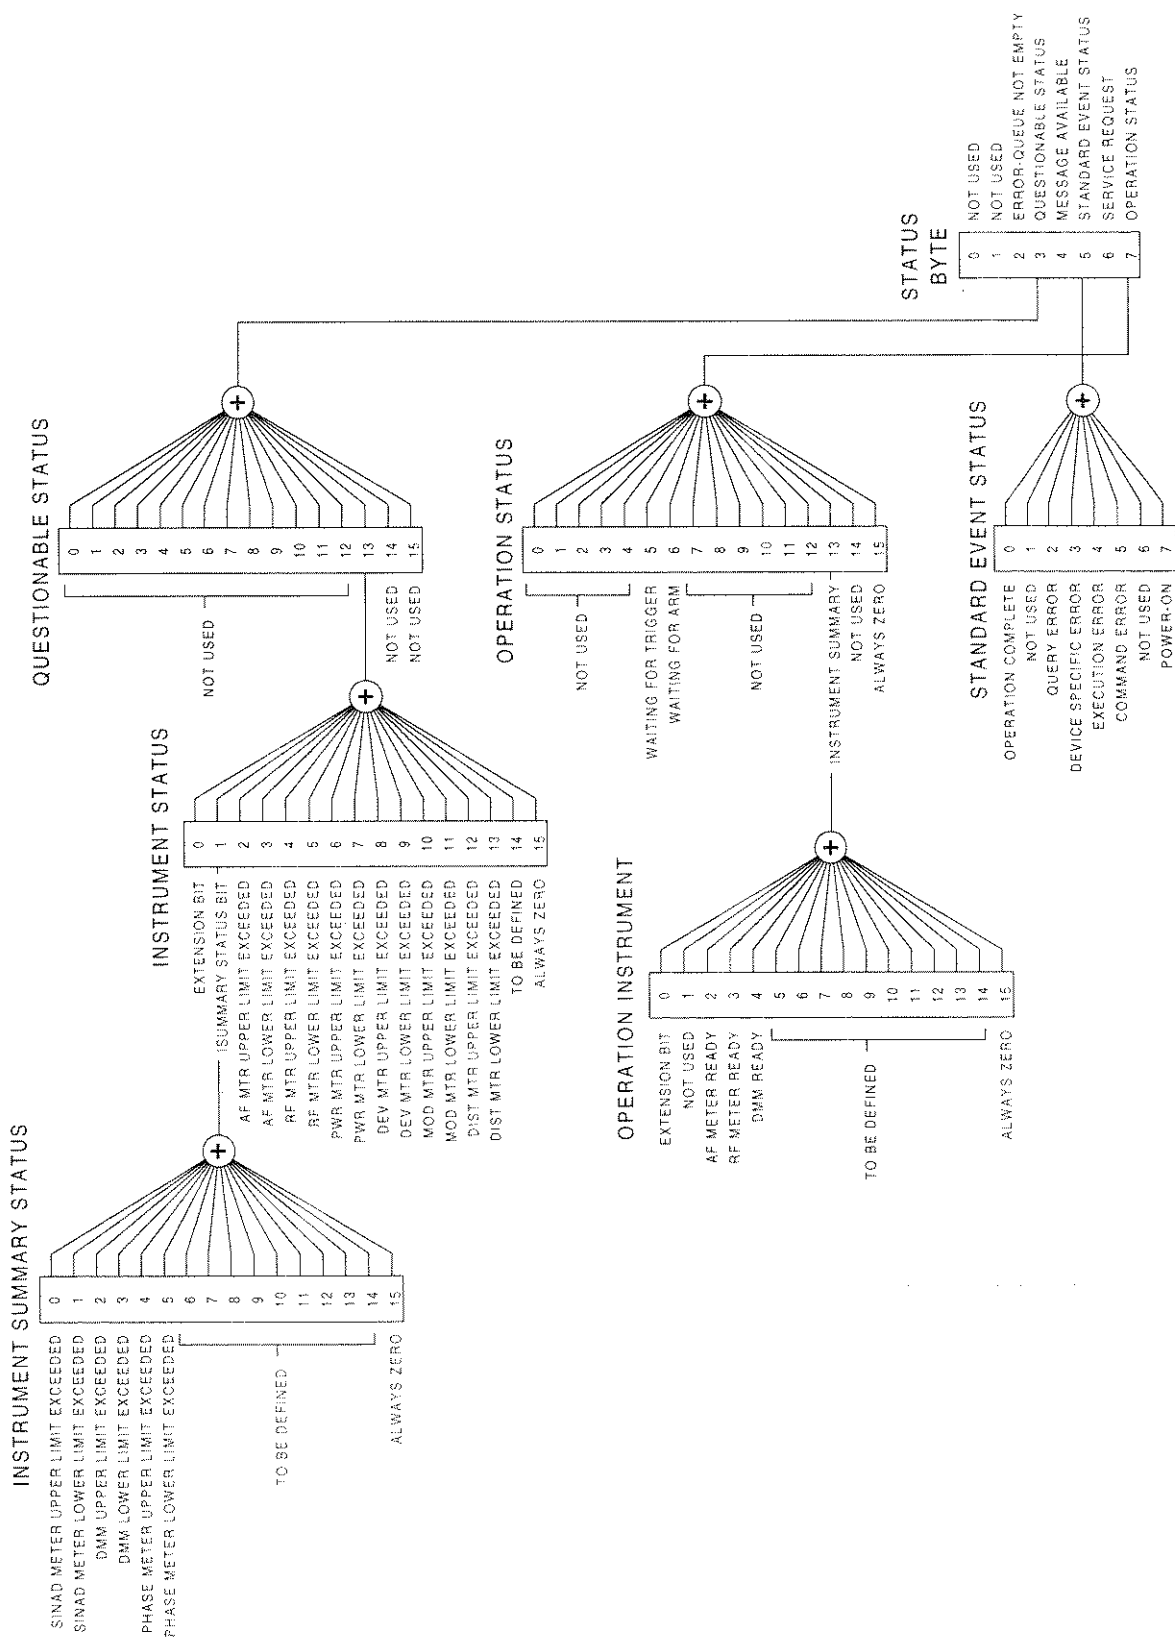 INSTRUMENT SUMMARY STATUS
SINAD METER UPPER LIMIT EXCEEDED 0
SINAD METER LOWER LIMIT EXCEEDED 1
DMM UPPER LIMIT EXCEEDED 2
DMM LOWER LIMIT EXCEEDED 3
PHASE METER UPPER LIMIT EXCEEDED 4
PHASE METER LOWER LIMIT EXCEEDED 5
6
7
8
9
TO BE DEFINED 10
11
12
13
14
ALWAYS ZERO 15
INSTRUMENT STATUS
EXTENSION BIT 0
ISUMMARY STATUS BIT 1
AF MTR UPPER LIMIT EXCEEDED 2
AF MTR LOWER LIMIT EXCEEDED 3
RF MTR UPPER LIMIT EXCEEDED 4
RF MTR LOWER LIMIT EXCEEDED 5
PWR MTR UPPER LIMIT EXCEEDED 6
PWR MTR LOWER LIMIT EXCEEDED 7
DEV MTR UPPER LIMIT EXCEEDED 8
DEV MTR LOWER LIMIT EXCEEDED 9
MOD MTR UPPER LIMIT EXCEEDED 10
MOD MTR LOWER LIMIT EXCEEDED 11
DIST MTR UPPER LIMIT EXCEEDED 12
DIST MTR LOWER LIMIT EXCEEDED 13
TO BE DEFINED 14
ALWAYS ZERO 15
QUESTIONABLE STATUS
0
1
2
3
4
5
NOT USED 6
7
8
9
10
11
12
13
NOT USED 14
NOT USED 15
OPERATION INSTRUMENT
EXTENSION BIT 0
NOT USED 1
AF METER READY 2
RF METER READY 3
DMM READY 4
5
6
7
8
TO BE DEFINED 9
10
11
12
13
14
ALWAYS ZERO 15
OPERATION STATUS
0
1
NOT USED 2
3
4
WAITING FOR TRIGGER 5
WAITING FOR ARM 6
7
8
9
NOT USED 10
11
12
INSTRUMENT SUMMARY 13
NOT USED 14
ALWAYS ZERO 15
STANDARD EVENT STATUS
OPERATION COMPLETE 0
NOT USED 1
QUERY ERROR 2
DEVICE SPECIFIC ERROR 3
EXECUTION ERROR 4
COMMAND ERROR 5
NOT USED 6
POWER-ON 7
STATUS
BYTE
0 NOT USED
1 NOT USED
2 ERROR-QUEUE NOT EMPTY
3 QUESTIONABLE STATUS
4 MESSAGE AVAILABLE
5 STANDARD EVENT STATUS
6 SERVICE REQUEST
7 OPERATION STATUS